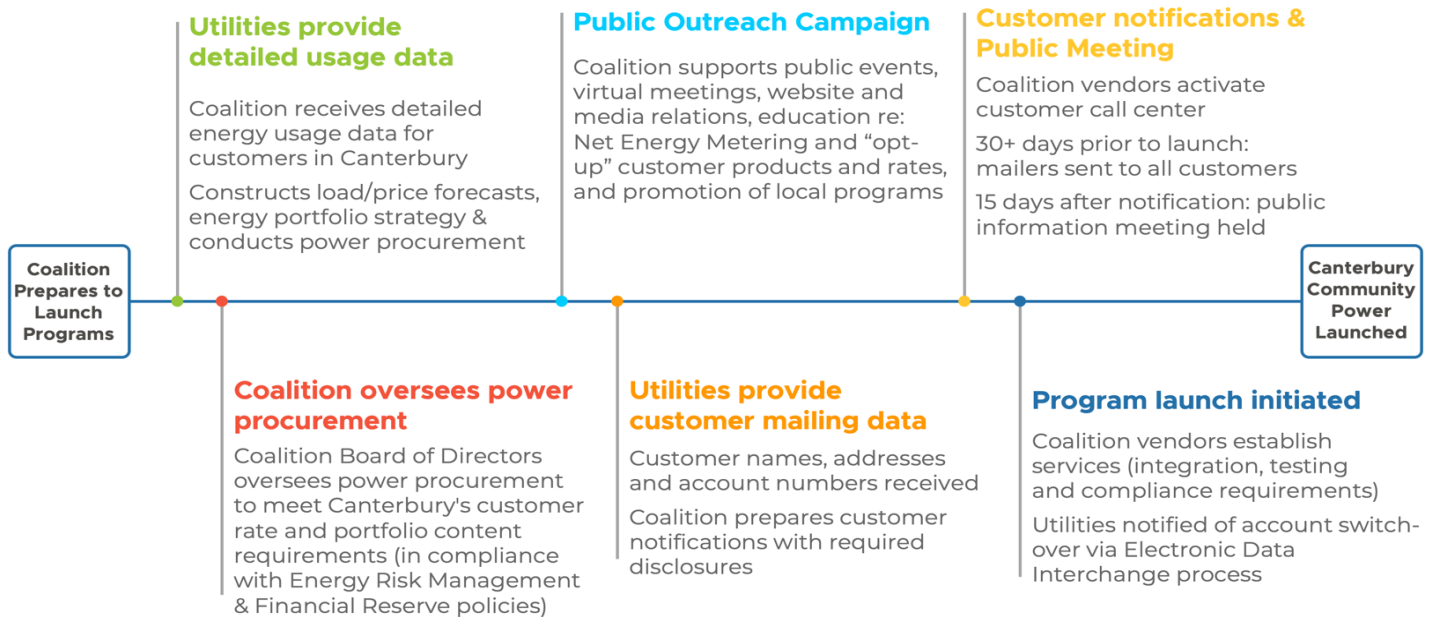 Utilities provide
detailed usage data
Coalition receives detailed
energy usage data for
customers in Canterbury
Constructs load/price forecasts,
energy portfolio strategy &
conducts power procurement
Public Outreach Campaign
Coalition supports public events,
virtual meetings, website and
media relations, education re:
Net Energy Metering and “opt-
up” customer products and rates,
and promotion of local programs
Customer notifications &
Public Meeting
Coalition vendors activate
customer call center
30+ days prior to launch:
mailers sent to all customers
15 days after notification: public
information meeting held
Coalition
Prepares to
Launch
Programs
Canterbury
Community
Power
Launched
Coalition oversees power
procurement
Coalition Board of Directors
oversees power procurement
to meet Canterbury's customer
rate and portfolio content
requirements (in compliance
with Energy Risk Management
& Financial Reserve policies)
Utilities provide
customer mailing data
Customer names, addresses
and account numbers received
Coalition prepares customer
notifications with required
disclosures
Program launch initiated
Coalition vendors establish
services (integration, testing
and compliance requirements)
Utilities notified of account switch-
over via Electronic Data
Interchange process